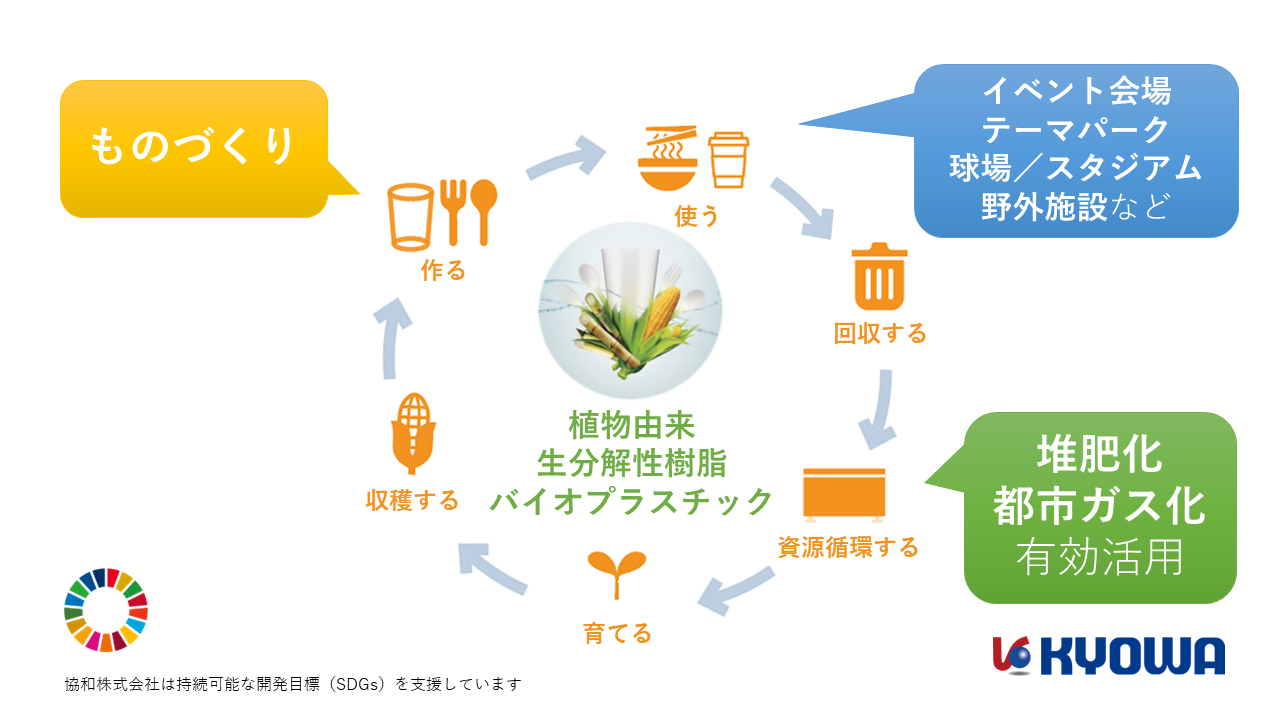 ものづくり
イベント会場
テーマパーク
球場／スタジアム
野外施設など
使う
作る
回収する
植物由来
生分解性樹脂
バイオプラスチック
堆肥化
都市ガス化
有効活用
収穫する
資源循環する
育てる
KYOWA
協和株式会社は持続可能な開発目標（SDGs）を支援しています